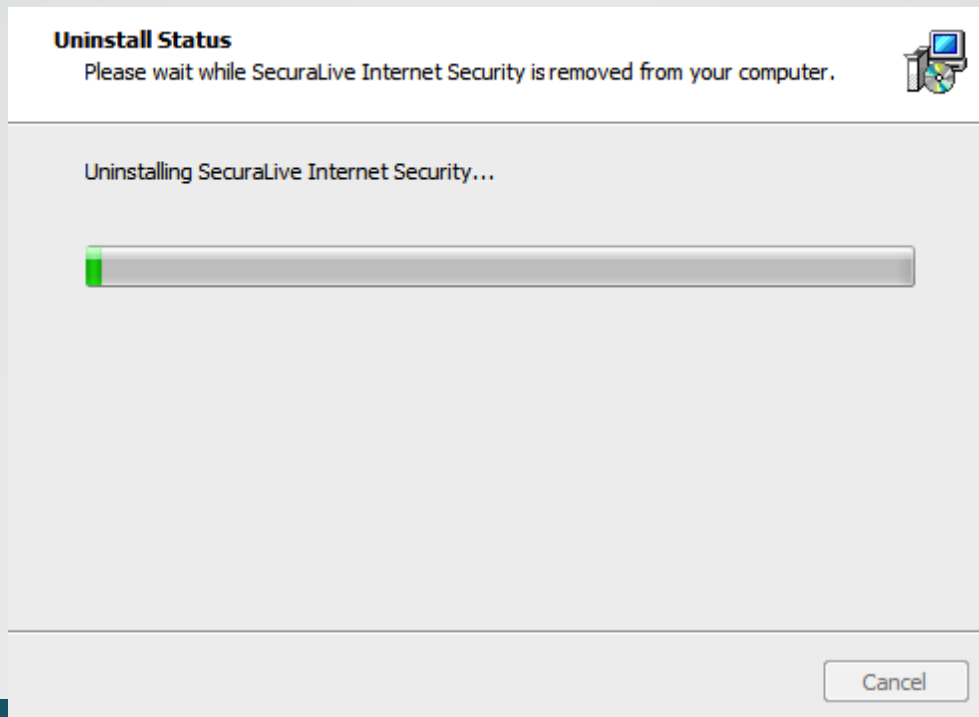 Uninstall Status
Please wait while SecuraLive Internet Security is removed from your computer.
Uninstalling SecuraLive Internet Security...
Cancel